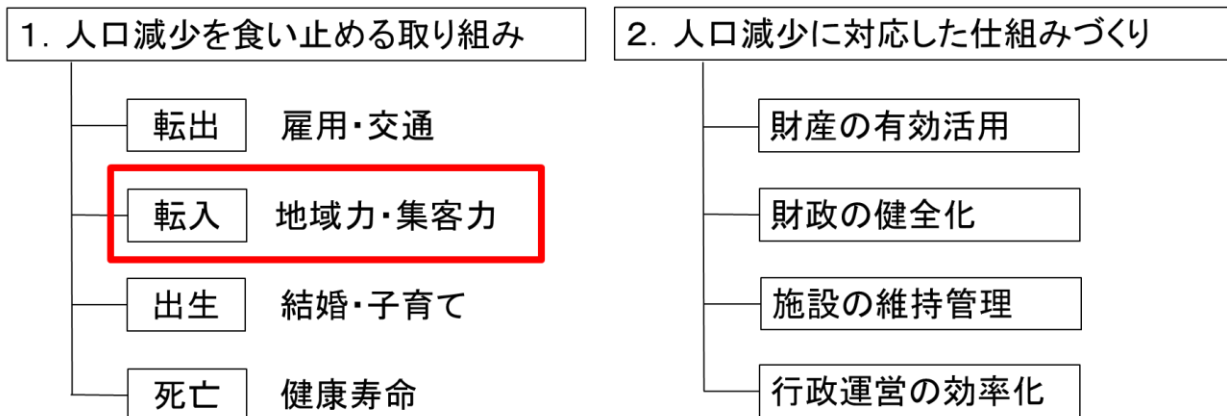 1．人口減少を食い止める取り組み
転出 雇用・交通
転入 地域力・集客力
出生 結婚・子育て
死亡 健康寿命
2．人口減少に対応した仕組みづくり
財産の有効活用
財政の健全化
施設の維持管理
行政運営の効率化